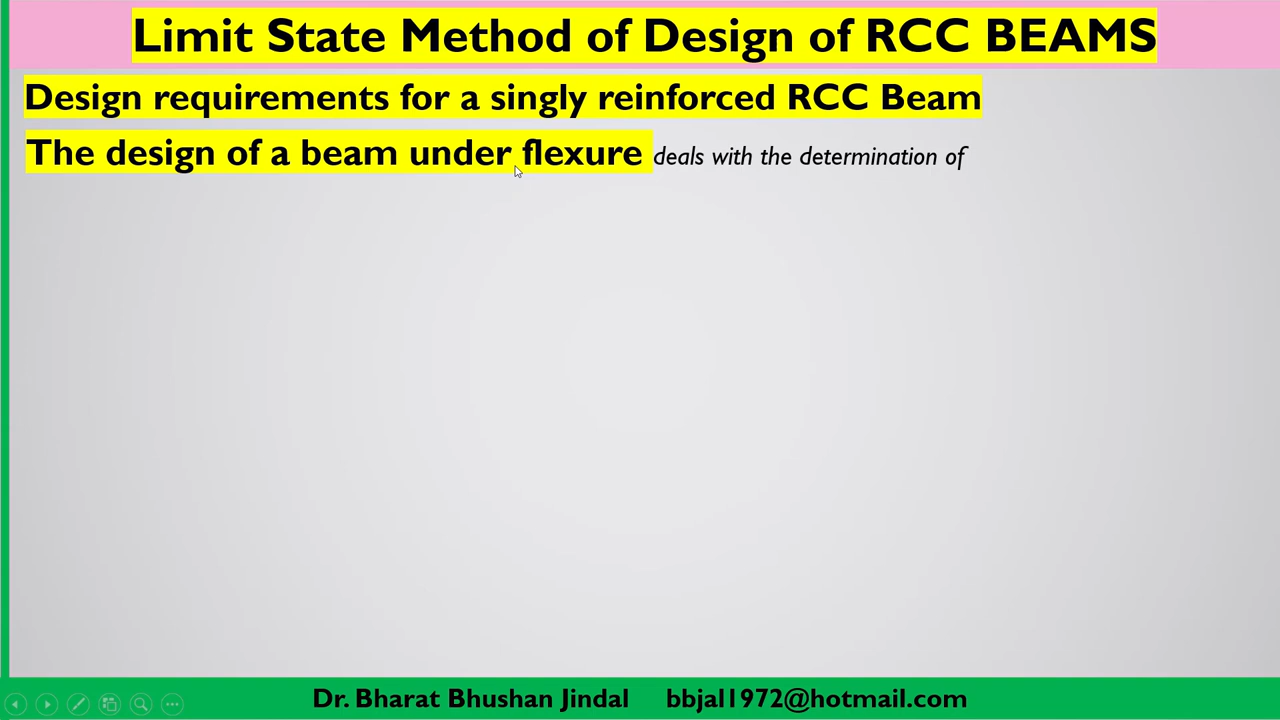 Limit State Method of Design of RCC BEAMS
Design requirements for a singly reinforced RCC Beam
The design of a beam under flexure deals with the determination of
Dr. Bharat Bhushan Jindal bbjal1972@hotmail.com